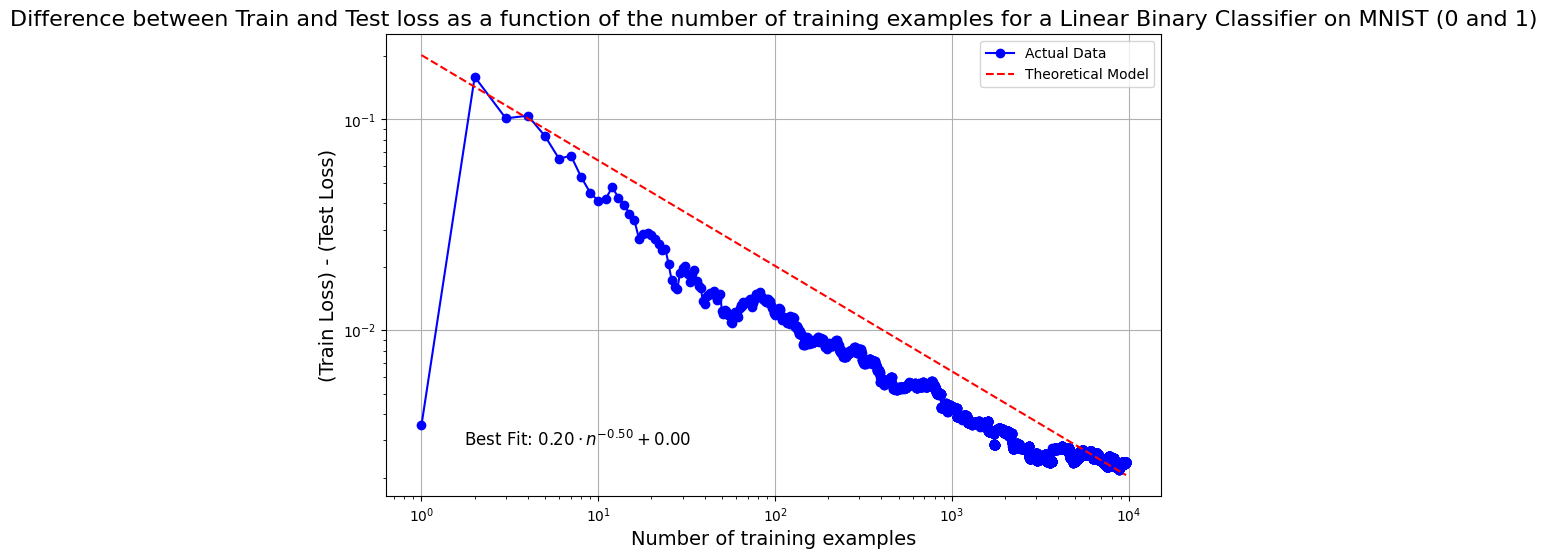 Difference between Train and Test loss as a function of the number of training examples for a Linear Binary Classifier on MNIST (0 and 1)
Actual Data
Theoretical Model
(Train Loss) - (Test Loss)
10⁻¹
10⁻²
Best Fit: 0.20 · n⁻⁰·⁵⁰ + 0.00
10⁰ 10¹ 10² 10³ 10⁴
Number of training examples